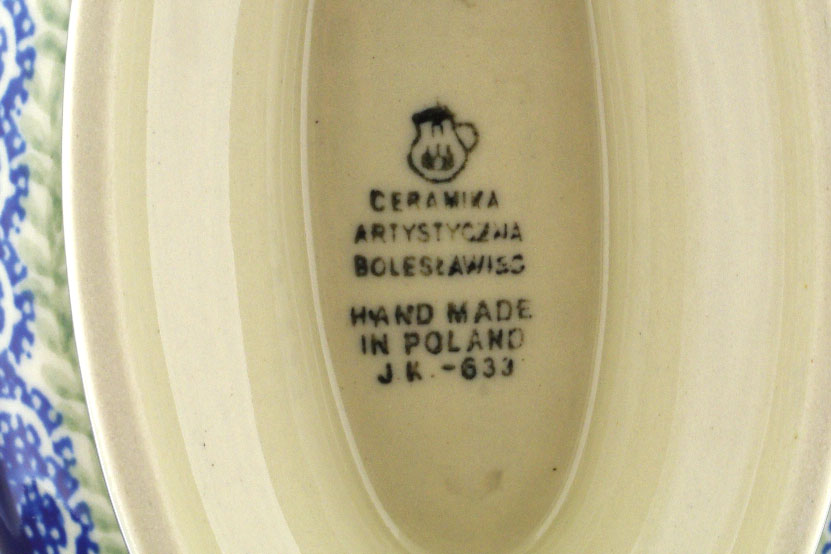 CERAMIKA
ARTYSTYCZNA
BOLESŁAWIEC
HAND MADE
IN POLAND
J.K.-633